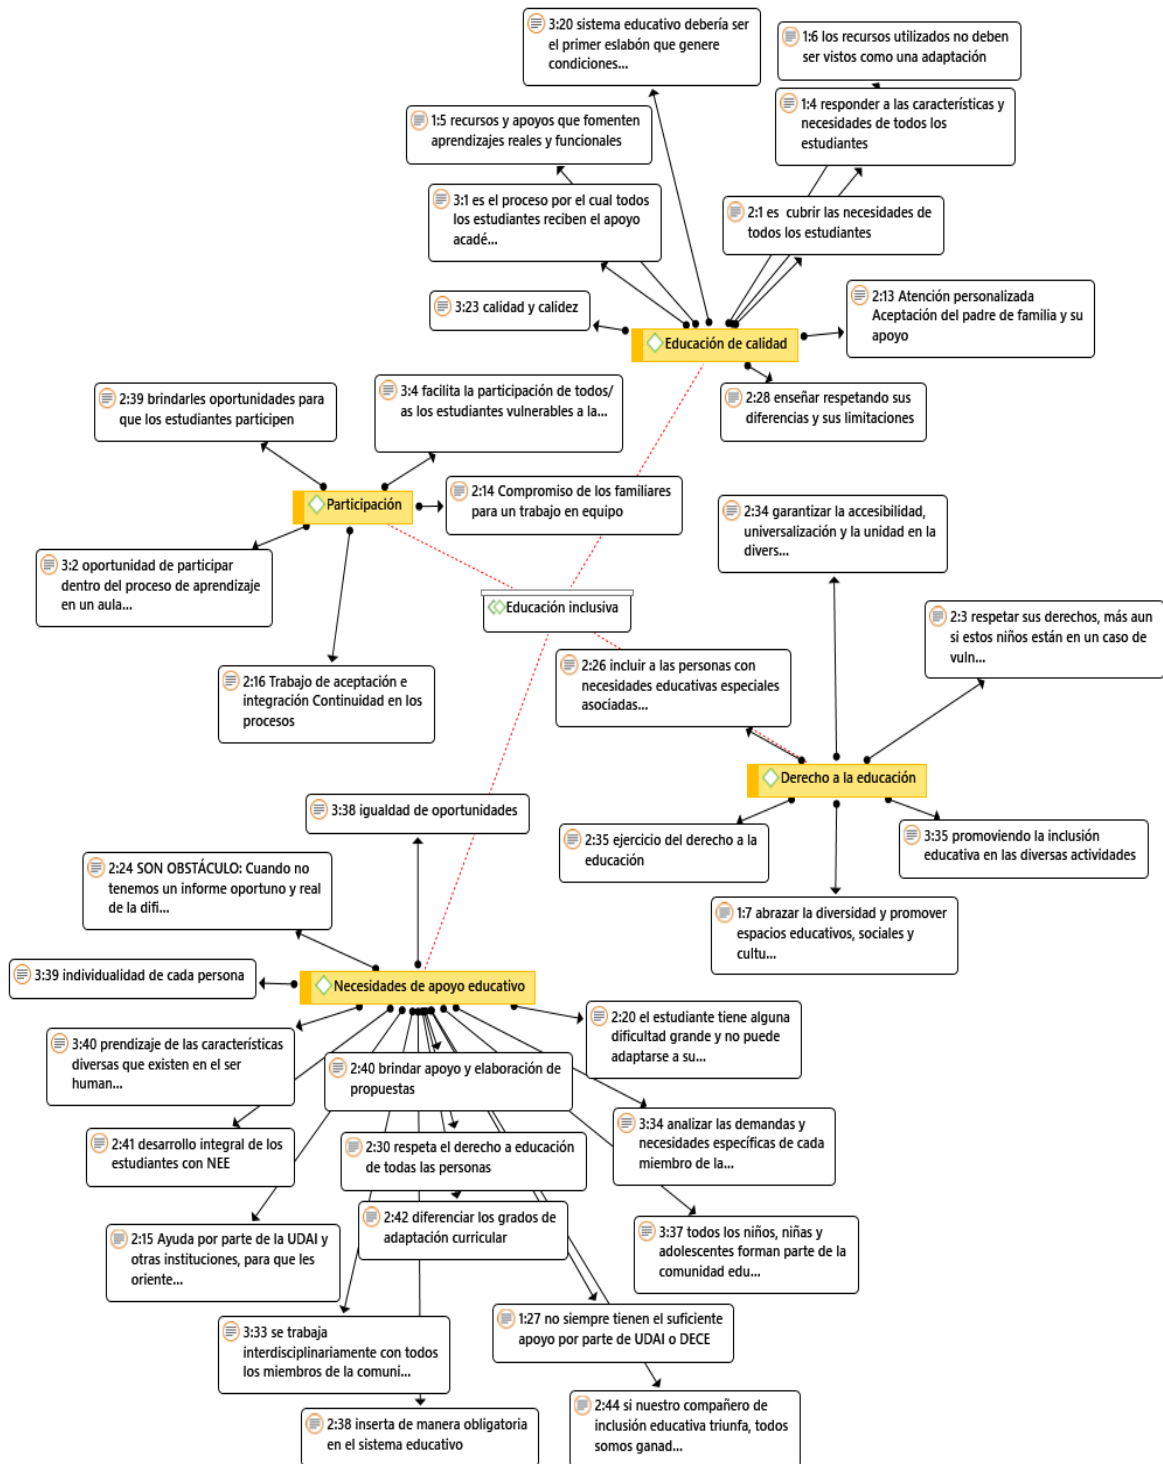 3:20 sistema educativo debería ser
el primer eslabón que genere
condiciones...
1:6 los recursos utilizados no deben
ser vistos como una adaptación
1:4 responder a las características y
necesidades de todos los
estudiantes
1:5 recursos y apoyos que fomenten
aprendizajes reales y funcionales
3:1 es el proceso por el cual todos
los estudiantes reciben el apoyo
acadé...
2:1 es cubrir las necesidades de
todos los estudiantes
3:23 calidad y calidez
2:13 Atención personalizada
Aceptación del padre de familia y su
apoyo
Educación de calidad
2:28 enseñar respetando sus
diferencias y sus limitaciones
2:39 brindarles oportunidades para
que los estudiantes participen
3:4 facilita la participación de todos/
as los estudiantes vulnerables a la...
Participación
2:14 Compromiso de los familiares
para un trabajo en equipo
2:34 garantizar la accesibilidad,
universalización y la unidad en la
divers...
3:2 oportunidad de participar
dentro del proceso de aprendizaje
en un aula...
Educación inclusiva
2:3 respetar sus derechos, más aun
si estos niños están en un caso de
vuln...
2:26 incluir a las personas con
necesidades educativas especiales
asociadas...
2:16 Trabajo de aceptación e
integración Continuidad en los
procesos
Derecho a la educación
3:38 igualdad de oportunidades
2:35 ejercicio del derecho a la
educación
3:35 promoviendo la inclusión
educativa en las diversas actividades
2:24 SON OBSTÁCULO: Cuando no
tenemos un informe oportuno y real
de la difi...
1:7 abrazar la diversidad y promover
espacios educativos, sociales y
cultu...
3:39 individualidad de cada persona
Necesidades de apoyo educativo
2:20 el estudiante tiene alguna
dificultad grande y no puede
adaptarse a su...
3:40 prendizaje de las características
diversas que existen en el ser
human...
2:40 brindar apoyo y elaboración de
propuestas
3:34 analizar las demandas y
necesidades específicas de cada
miembro de la...
2:41 desarrollo integral de los
estudiantes con NEE
2:30 respeta el derecho a educación
de todas las personas
2:42 diferenciar los grados de
adaptación curricular
3:37 todos los niños, niñas y
adolescentes forman parte de la
comunidad edu...
2:15 Ayuda por parte de la UDAI y
otras instituciones, para que les
oriente...
1:27 no siempre tienen el suficiente
apoyo por parte de UDAI o DECE
3:33 se trabaja
interdisciplinariamente con todos
los miembros de la comuni...
2:38 inserta de manera obligatoria
en el sistema educativo
2:44 si nuestro compañero de
inclusión educativa triunfa, todos
somos ganad...